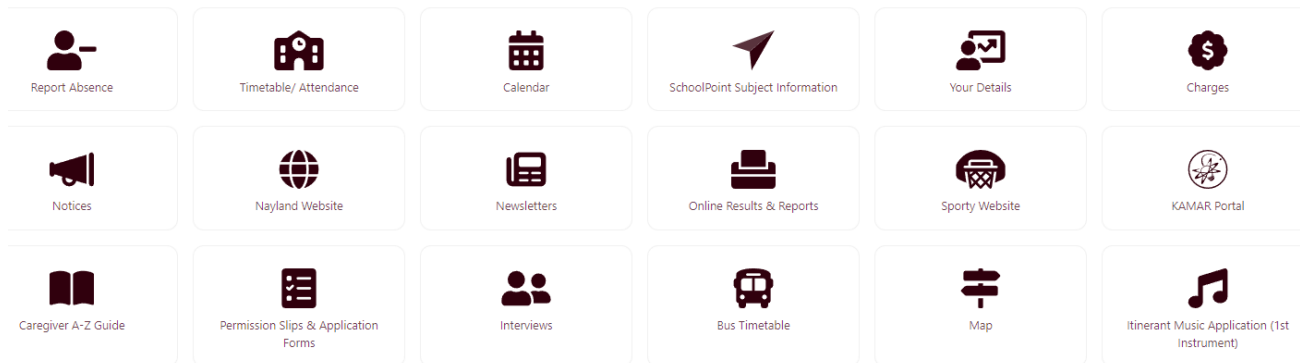 Report Absence
Timetable/ Attendance
Calendar
SchoolPoint Subject Information
Your Details
Charges
Notices
Nayland Website
Newsletters
Online Results & Reports
Sporty Website
KAMAR Portal
Caregiver A-Z Guide
Permission Slips & Application
Forms
Interviews
Bus Timetable
Map
Itinerant Music Application (1st
Instrument)